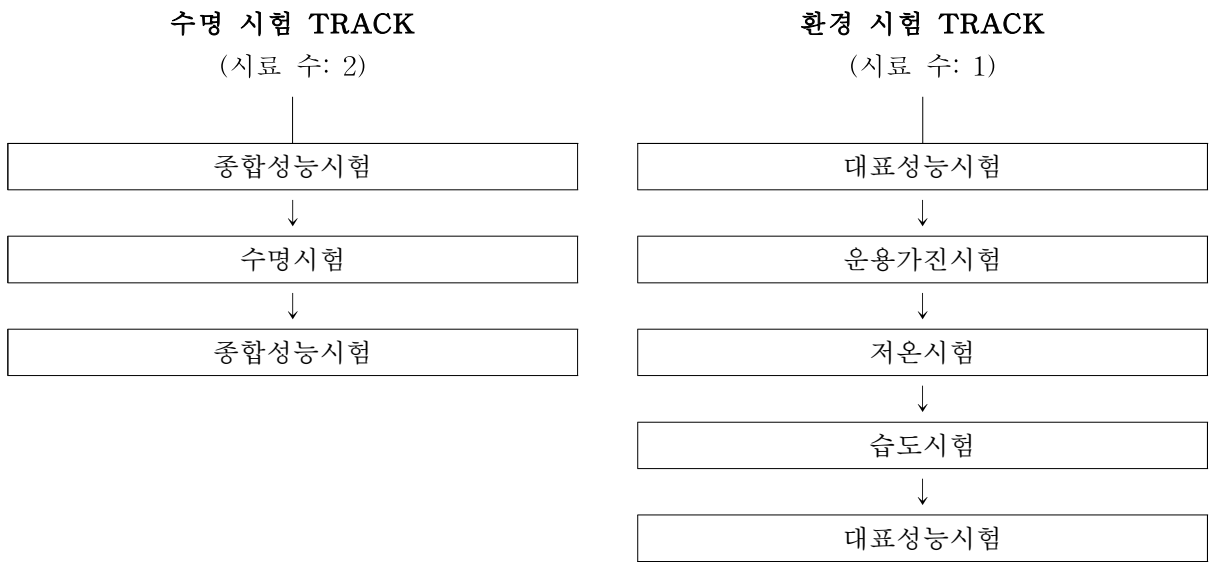 수명 시험 TRACK
(시료 수: 2)
종합성능시험
↓
수명시험
↓
종합성능시험
환경 시험 TRACK
(시료 수: 1)
대표성능시험
↓
운용가진시험
↓
저온시험
↓
습도시험
↓
대표성능시험